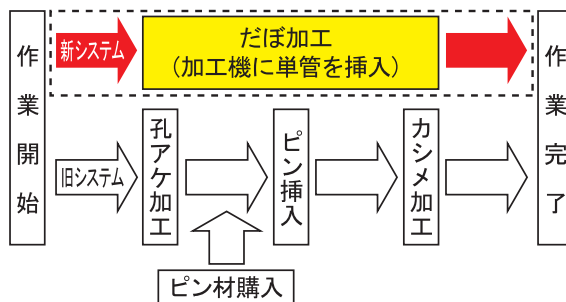 作業開始
新システム
だぼ加工
(加工機に単管を挿入)
旧システム
孔アケ加工
ピン挿入
カシメ加工
ピン材購入
作業完了